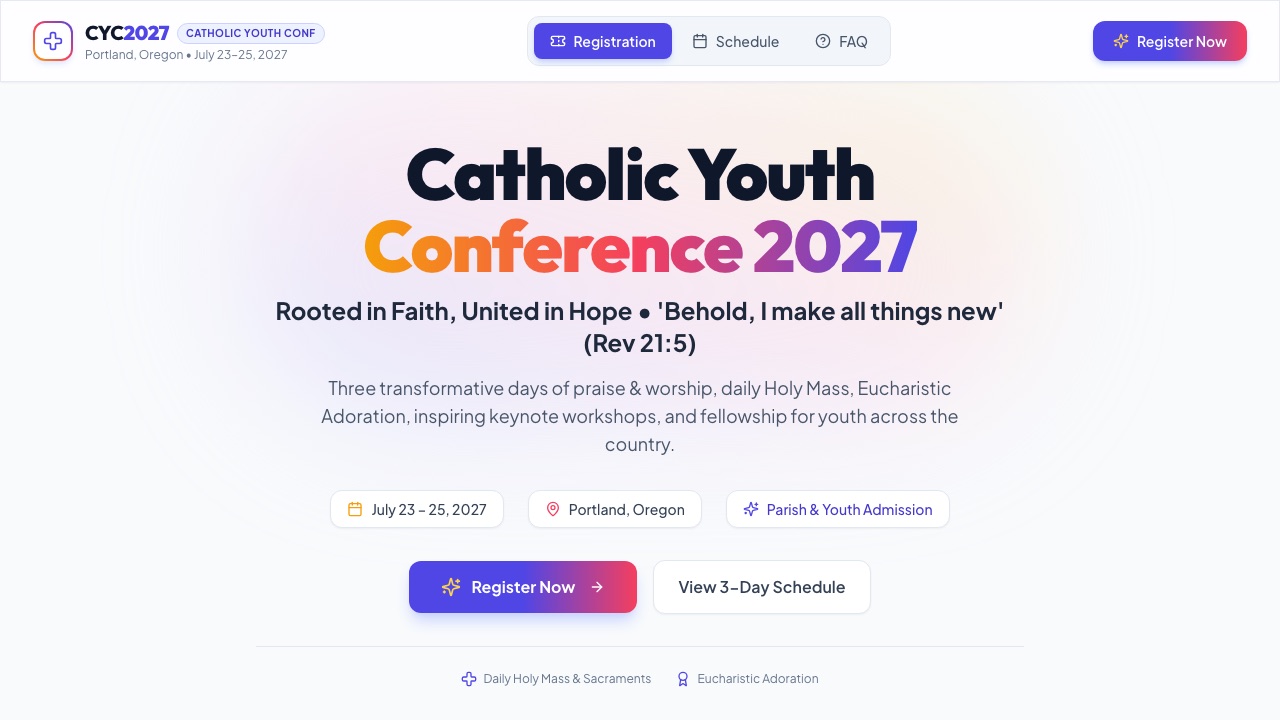 CYC2027 CATHOLIC YOUTH CONF
Portland, Oregon • July 23–25, 2027
Registration
Schedule
FAQ
Register Now
Catholic Youth
Conference 2027
Rooted in Faith, United in Hope • 'Behold, I make all things new'
(Rev 21:5)
Three transformative days of praise & worship, daily Holy Mass, Eucharistic
Adoration, inspiring keynote workshops, and fellowship for youth across the
country.
July 23 – 25, 2027
Portland, Oregon
Parish & Youth Admission
Register Now
View 3-Day Schedule
Daily Holy Mass & Sacraments
Eucharistic Adoration